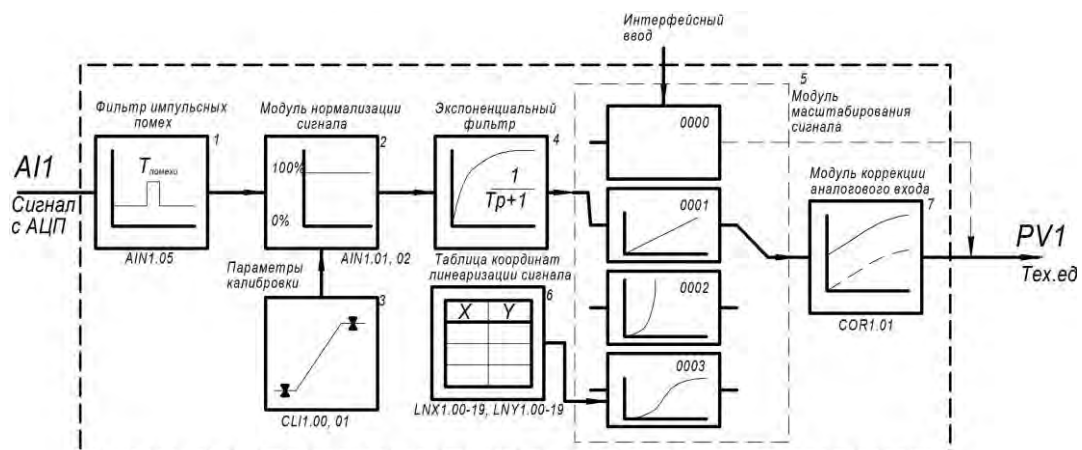 Интерфейсный
ввод
5
Модуль
масштабирования
сигнала
Фильтр импульсных
помех
1
Модуль нормализации
сигнала
2
Экспоненциальный
фильтр
4
0000
AI1
Сигнал
с АЦП
Tпомехи
100%
0%
1
Tp+1
0001
Модуль коррекции
аналогового входа
7
PV1
Тех.ед
AIN1.05
AIN1.01, 02
Параметры
калибровки
3
CLI1.00, 01
Таблица координат
линеаризации сигнала
6
X Y
LNX1.00-19, LNY1.00-19
0002
0003
COR1.01